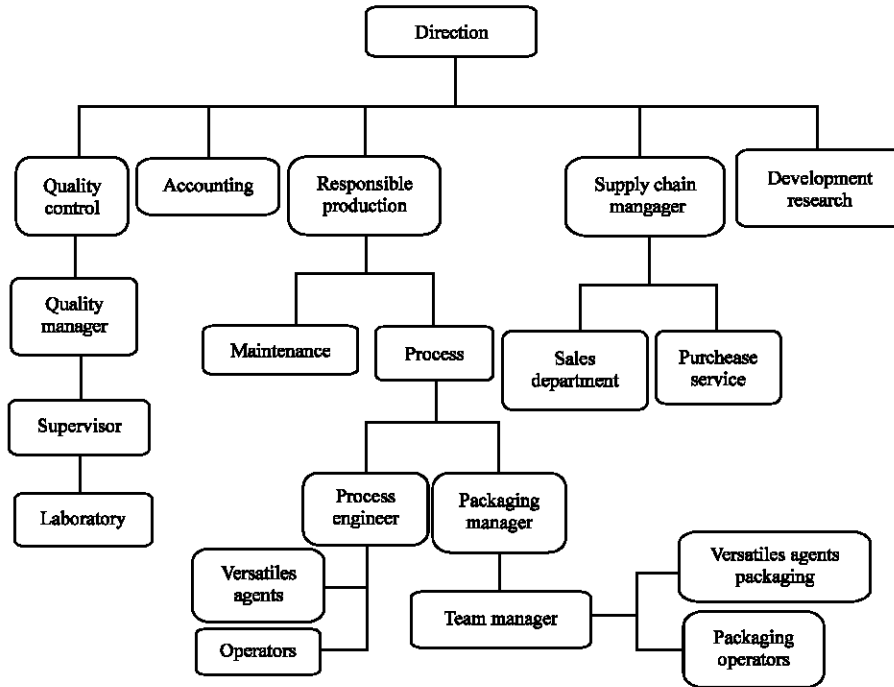 Direction
Quality
control
Accounting
Responsible
production
Supply chain
mangager
Development
research
Quality
manager
Maintenance
Process
Sales
department
Purchease
service
Supervisor
Laboratory
Process
engineer
Packaging
manager
Versatiles
agents
Operators
Team manager
Versatiles agents
packaging
Packaging
operators